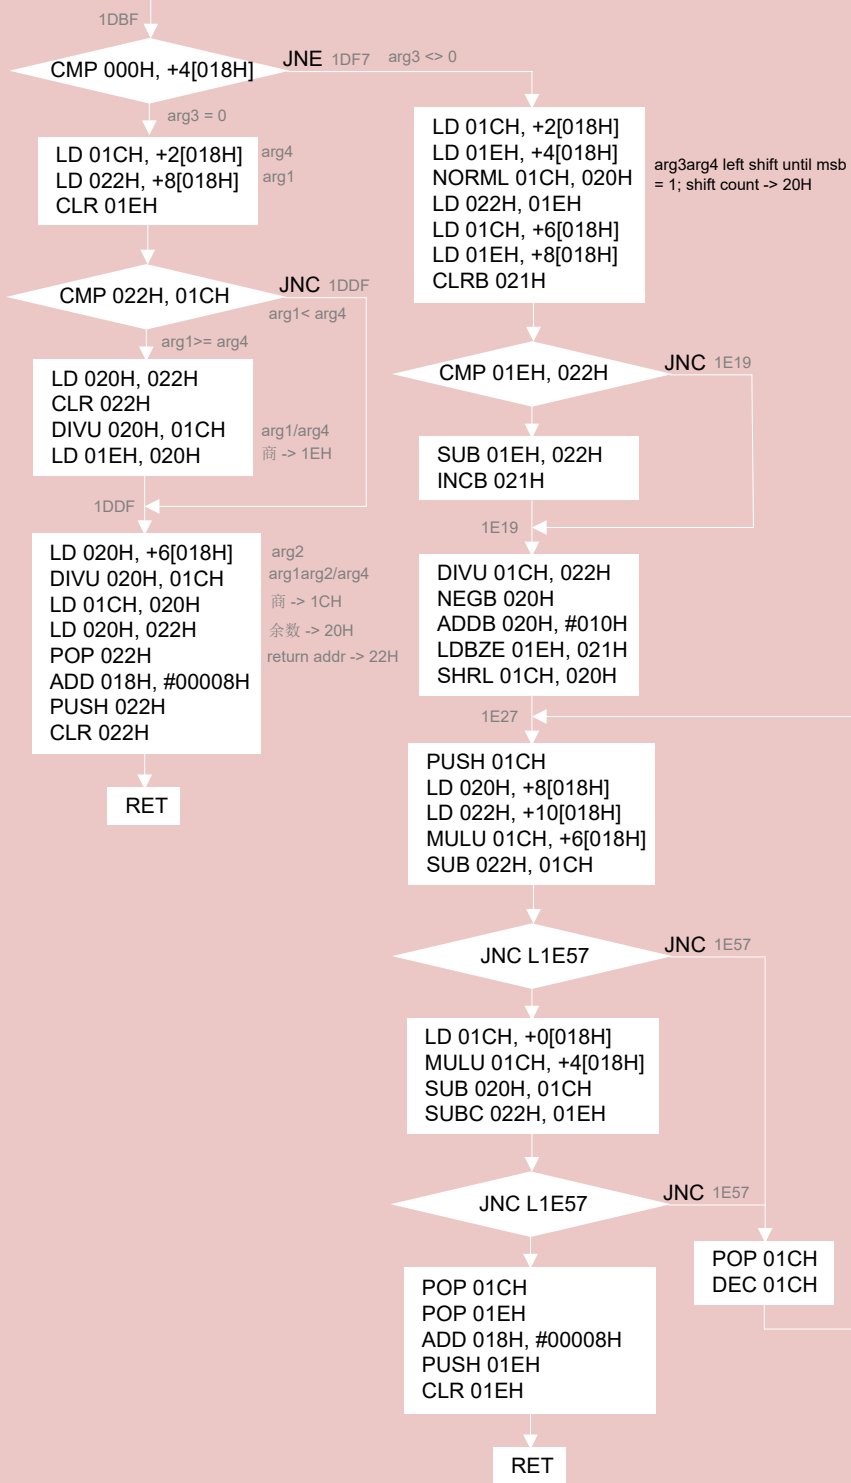 1DBF
CMP 000H, +4[018H]
JNE 1DF7 arg3 <> 0
arg3 = 0
LD 01CH, +2[018H] arg4
LD 022H, +8[018H] arg1
CLR 01EH
CMP 022H, 01CH
JNC 1DDF
arg1< arg4
arg1>= arg4
LD 020H, 022H
CLR 022H
DIVU 020H, 01CH arg1/arg4
LD 01EH, 020H 商 -> 1EH
1DDF
LD 020H, +6[018H] arg2
DIVU 020H, 01CH arg1arg2/arg4
LD 01CH, 020H 商 -> 1CH
LD 020H, 022H 余数 -> 20H
POP 022H return addr -> 22H
ADD 018H, #00008H
PUSH 022H
CLR 022H
RET
LD 01CH, +2[018H]
LD 01EH, +4[018H]
NORML 01CH, 020H
LD 022H, 01EH
LD 01CH, +6[018H]
LD 01EH, +8[018H]
CLRB 021H
arg3arg4 left shift until msb
= 1; shift count -> 20H
CMP 01EH, 022H
JNC 1E19
SUB 01EH, 022H
INCB 021H
1E19
DIVU 01CH, 022H
NEGB 020H
ADDB 020H, #010H
LDBZE 01EH, 021H
SHRL 01CH, 020H
1E27
PUSH 01CH
LD 020H, +8[018H]
LD 022H, +10[018H]
MULU 01CH, +6[018H]
SUB 022H, 01CH
JNC L1E57
JNC 1E57
LD 01CH, +0[018H]
MULU 01CH, +4[018H]
SUB 020H, 01CH
SUBC 022H, 01EH
JNC L1E57
JNC 1E57
POP 01CH
DEC 01CH
POP 01CH
POP 01EH
ADD 018H, #00008H
PUSH 01EH
CLR 01EH
RET